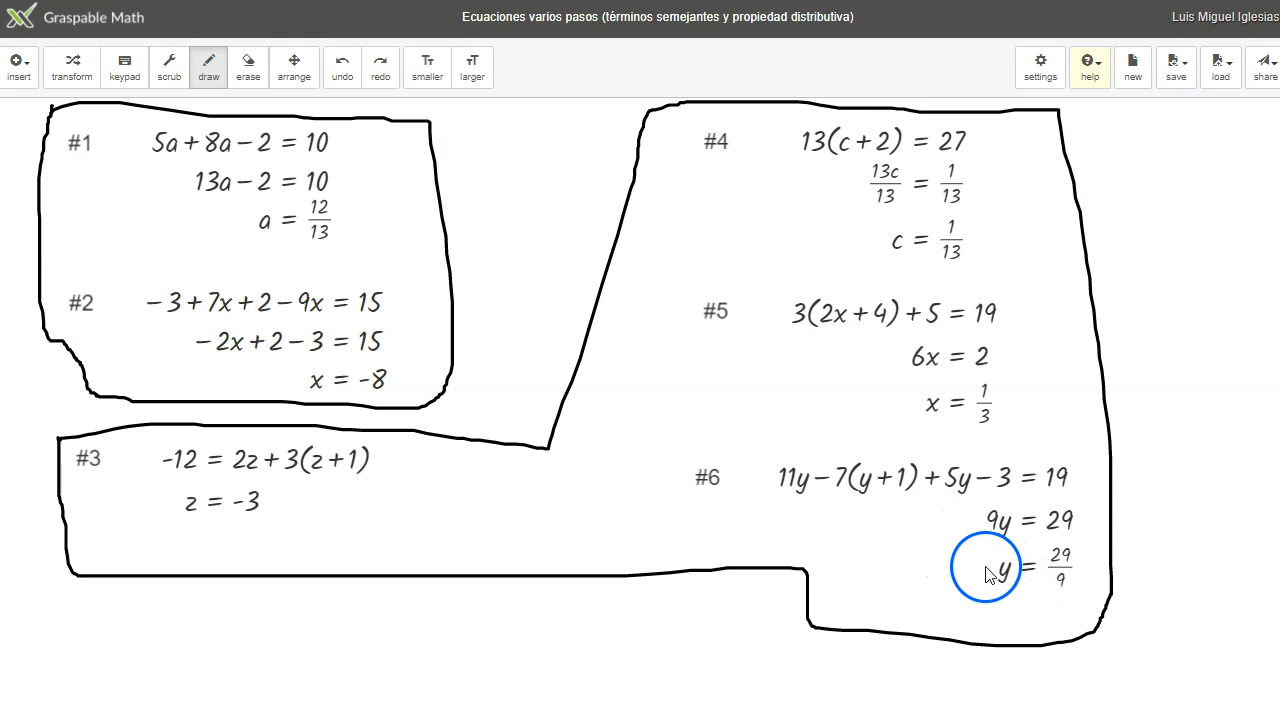 Graspable Math
Ecuaciones varios pasos (términos semejantes y propiedad distributiva)
Luis Miguel Iglesias
insert transform keypad scrub draw erase arrange undo redo smaller larger settings help new save load share
#1 5a + 8a − 2 = 10
13a − 2 = 10
a = 12/13
#2 − 3 + 7x + 2 − 9x = 15
− 2x + 2 − 3 = 15
x = -8
#3 -12 = 2z + 3(z + 1)
z = -3
#4 13(c + 2) = 27
13c/13 = 1/13
c = 1/13
#5 3(2x + 4) + 5 = 19
6x = 2
x = 1/3
#6 11y − 7(y + 1) + 5y − 3 = 19
9y = 29
y = 29/9